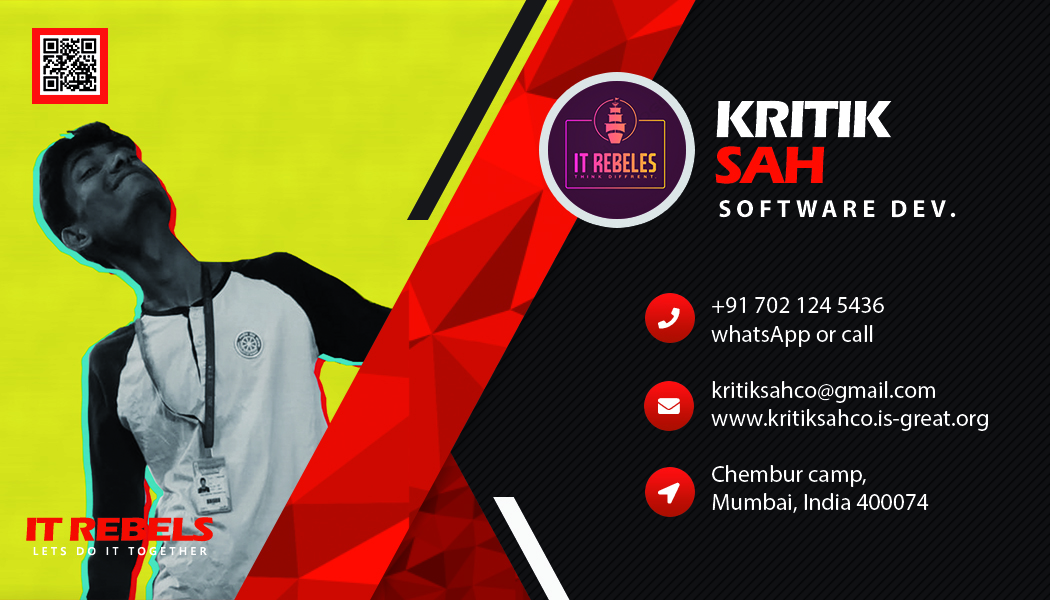 IT REBELES
THINK DIFFRENT.
KRITIK
SAH
SOFTWARE DEV.
+91 702 124 5436
whatsApp or call
kritiksahco@gmail.com
www.kritiksahco.is-great.org
Chembur camp,
Mumbai, India 400074
IT REBELS
LETS DO IT TOGETHER